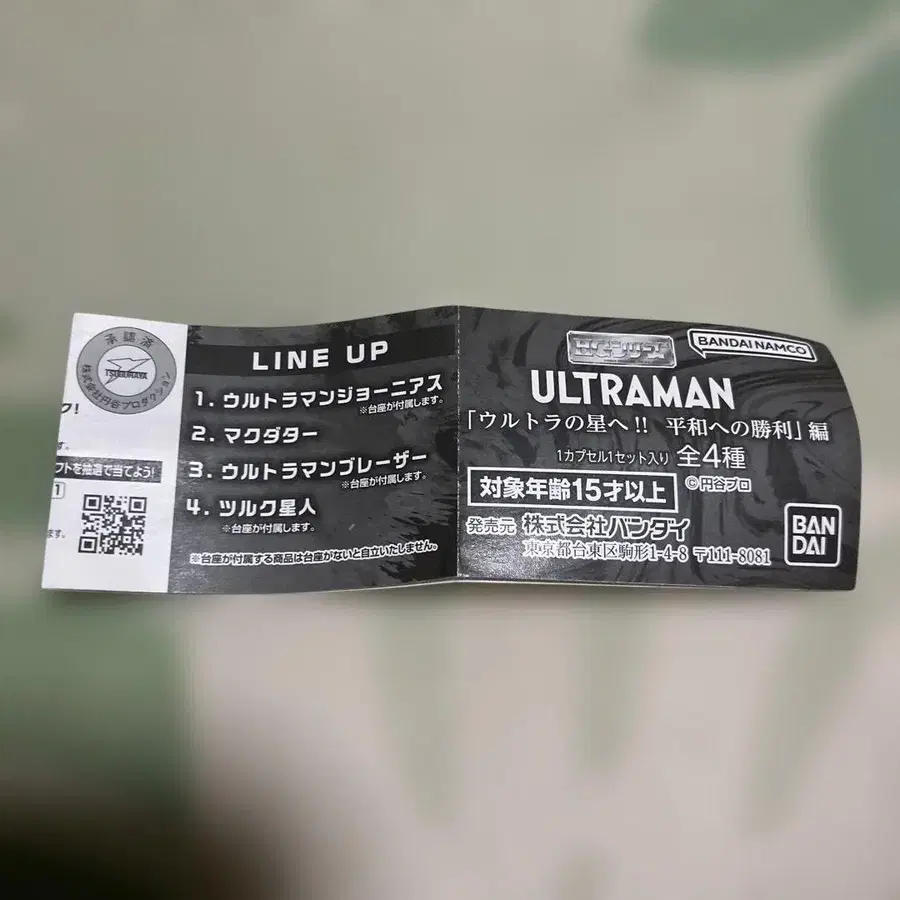 承認済
TSUBURAYA
株式会社円谷プロダクション
フ!
す。
フトを抽選で当てよう!
1
ます。
LINE UP
1. ウルトラマンジョーニアス
※台座が付属します。
2. マクダター
3. ウルトラマンブレーザー
※台座が付属します。
4. ツルク星人
※台座が付属します。
※台座が付属する商品は台座がないと自立いたしません。
HGシリーズ
BANDAI NAMCO
ULTRAMAN
「ウルトラの星へ!! 平和への勝利」編
1カプセル1セット入り 全4種
対象年齢15才以上 ©円谷プロ
発売元 株式会社バンダイ
東京都台東区駒形1-4-8 〒111-8081
BAN
DAI